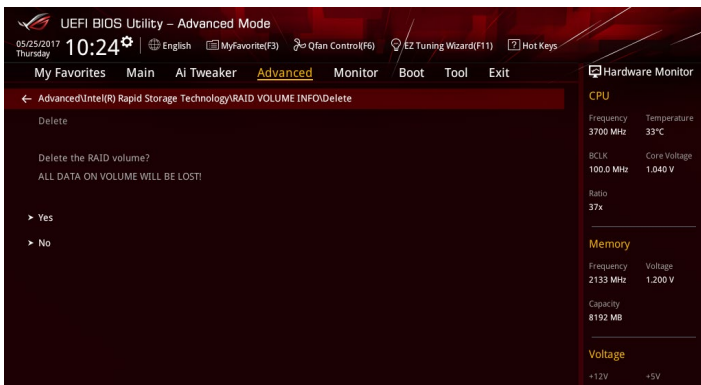 UEFI BIOS Utility – Advanced Mode
05/25/2017 Thursday 10:24 English MyFavorite(F3) Qfan Control(F6) EZ Tuning Wizard(F11) ? Hot Keys
My Favorites Main Ai Tweaker Advanced Monitor Boot Tool Exit
← Advanced\Intel(R) Rapid Storage Technology\RAID VOLUME INFO\Delete
Delete
Delete the RAID volume?
ALL DATA ON VOLUME WILL BE LOST!
> Yes
> No
Hardware Monitor
CPU
Frequency Temperature
3700 MHz 33°C
BCLK Core Voltage
100.0 MHz 1.040 V
Ratio
37x
Memory
Frequency Voltage
2133 MHz 1.200 V
Capacity
8192 MB
Voltage
+12V +5V